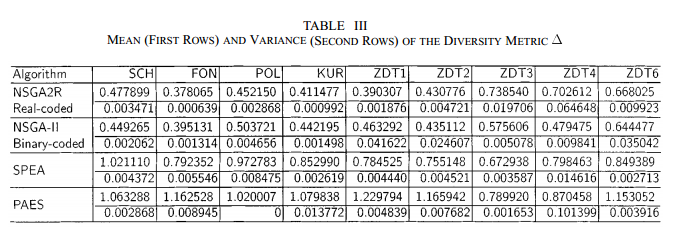 TABLE III
MEAN (FIRST ROWS) AND VARIANCE (SECOND ROWS) OF THE DIVERSITY METRIC Δ
Algorithm SCH FON POL KUR ZDT1 ZDT2 ZDT3 ZDT4 ZDT6
NSGA2R 0.477899 0.378065 0.452150 0.411477 0.390307 0.430776 0.738540 0.702612 0.668025
Real-coded 0.003471 0.000639 0.002868 0.000992 0.001876 0.004721 0.019706 0.064648 0.009923
NSGA-II 0.449265 0.395131 0.503721 0.442195 0.463292 0.435112 0.575606 0.479475 0.644477
Binary-coded 0.002062 0.001314 0.004656 0.001498 0.041622 0.024607 0.005078 0.009841 0.035042
SPEA 1.021110 0.792352 0.972783 0.852990 0.784525 0.755148 0.672938 0.798463 0.849389
0.004372 0.005546 0.008475 0.002619 0.004440 0.004521 0.003587 0.014616 0.002713
PAES 1.063288 1.162528 1.020007 1.079838 1.229794 1.165942 0.789920 0.870458 1.153052
0.002868 0.008945 0 0.013772 0.004839 0.007682 0.001653 0.101399 0.003916